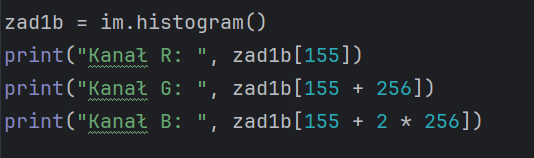 zad1b = im.histogram()
print("Kanał R: ", zad1b[155])
print("Kanał G: ", zad1b[155 + 256])
print("Kanał B: ", zad1b[155 + 2 * 256])